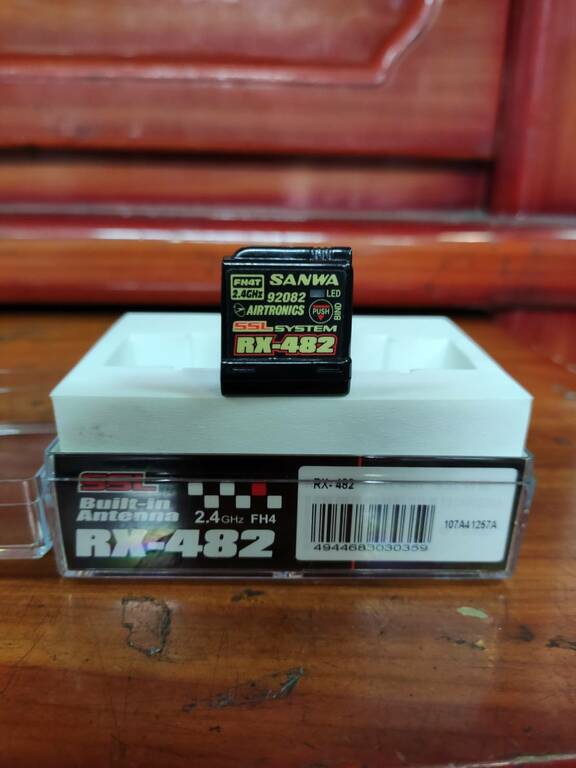 FH4T SANWA
2.4GHz 92082 LED
AIRTRONICS PUSH BIND
SSL SYSTEM
RX-482
SSL
Built-in
Antenna 2.4GHz FH4
RX-482
RX-482
4944683030359
107A41257A